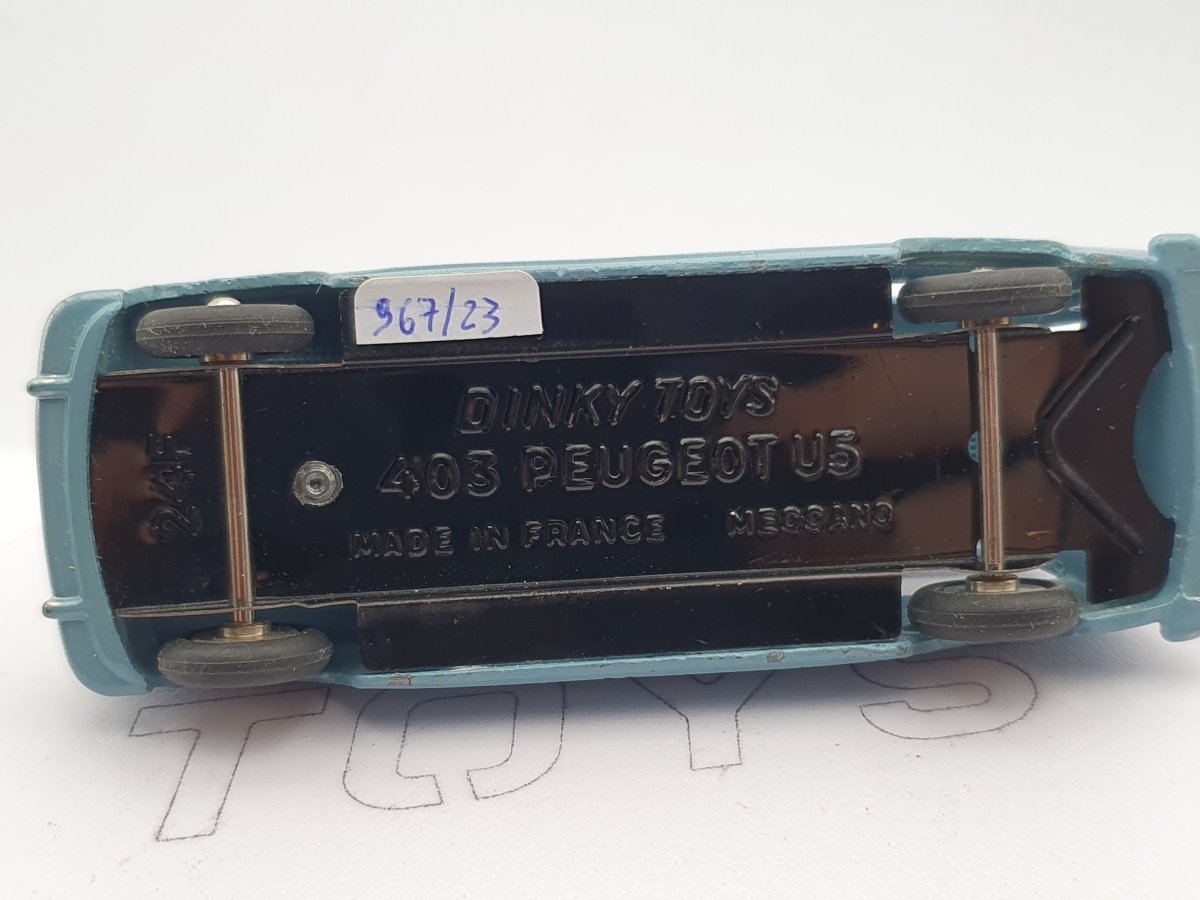 967/23
DINKY TOYS
403 PEUGEOT U5
MADE IN FRANCE MECCANO
24F
TOYS